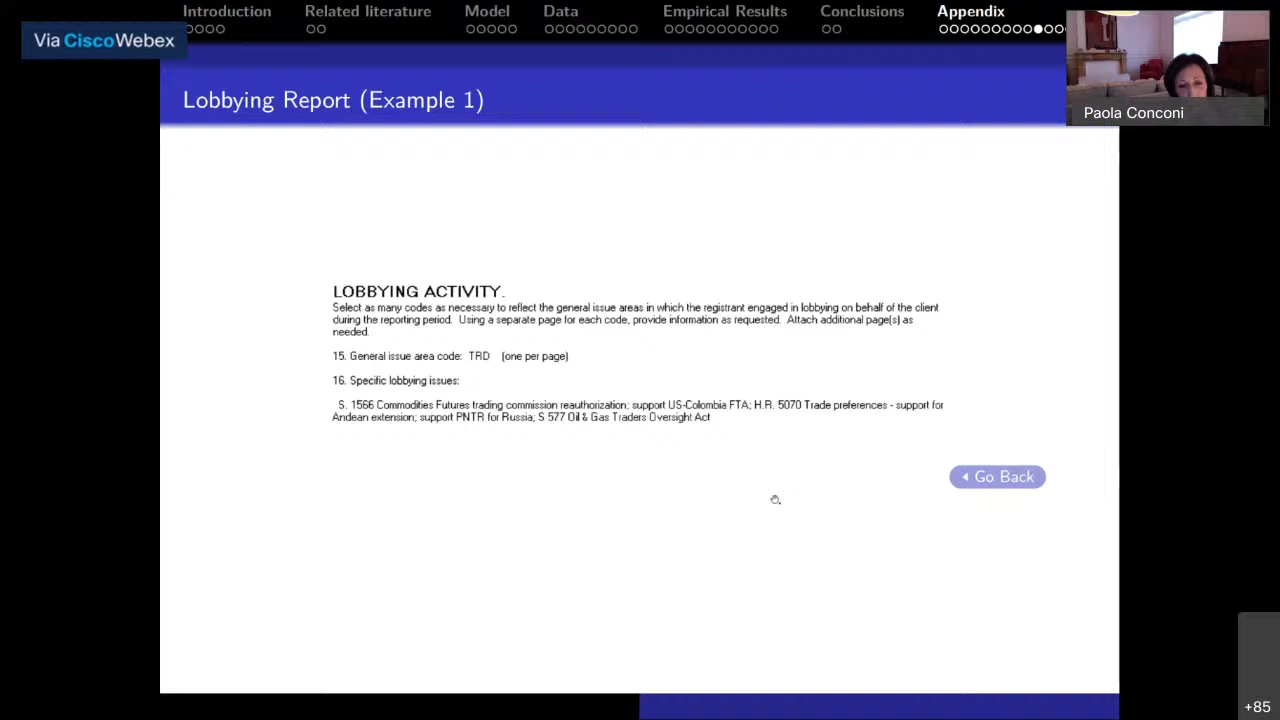 Introduction
Related literature
Model
Data
Empirical Results
Conclusions
Appendix
Via CiscoWebex
Lobbying Report (Example 1)
Paola Conconi
LOBBYING ACTIVITY.
Select as many codes as necessary to reflect the general issue areas in which the registrant engaged in lobbying on behalf of the client
during the reporting period. Using a separate page for each code, provide information as requested. Attach additional page(s) as
needed.
15. General issue area code: TRD (one per page)
16. Specific lobbying issues:
S. 1566 Commodities Futures trading commission reauthorization; support US-Colombia FTA; H.R. 5070 Trade preferences - support for
Andean extension; support PNTR for Russia; S 577 Oil & Gas Traders Oversight Act
Go Back
+85